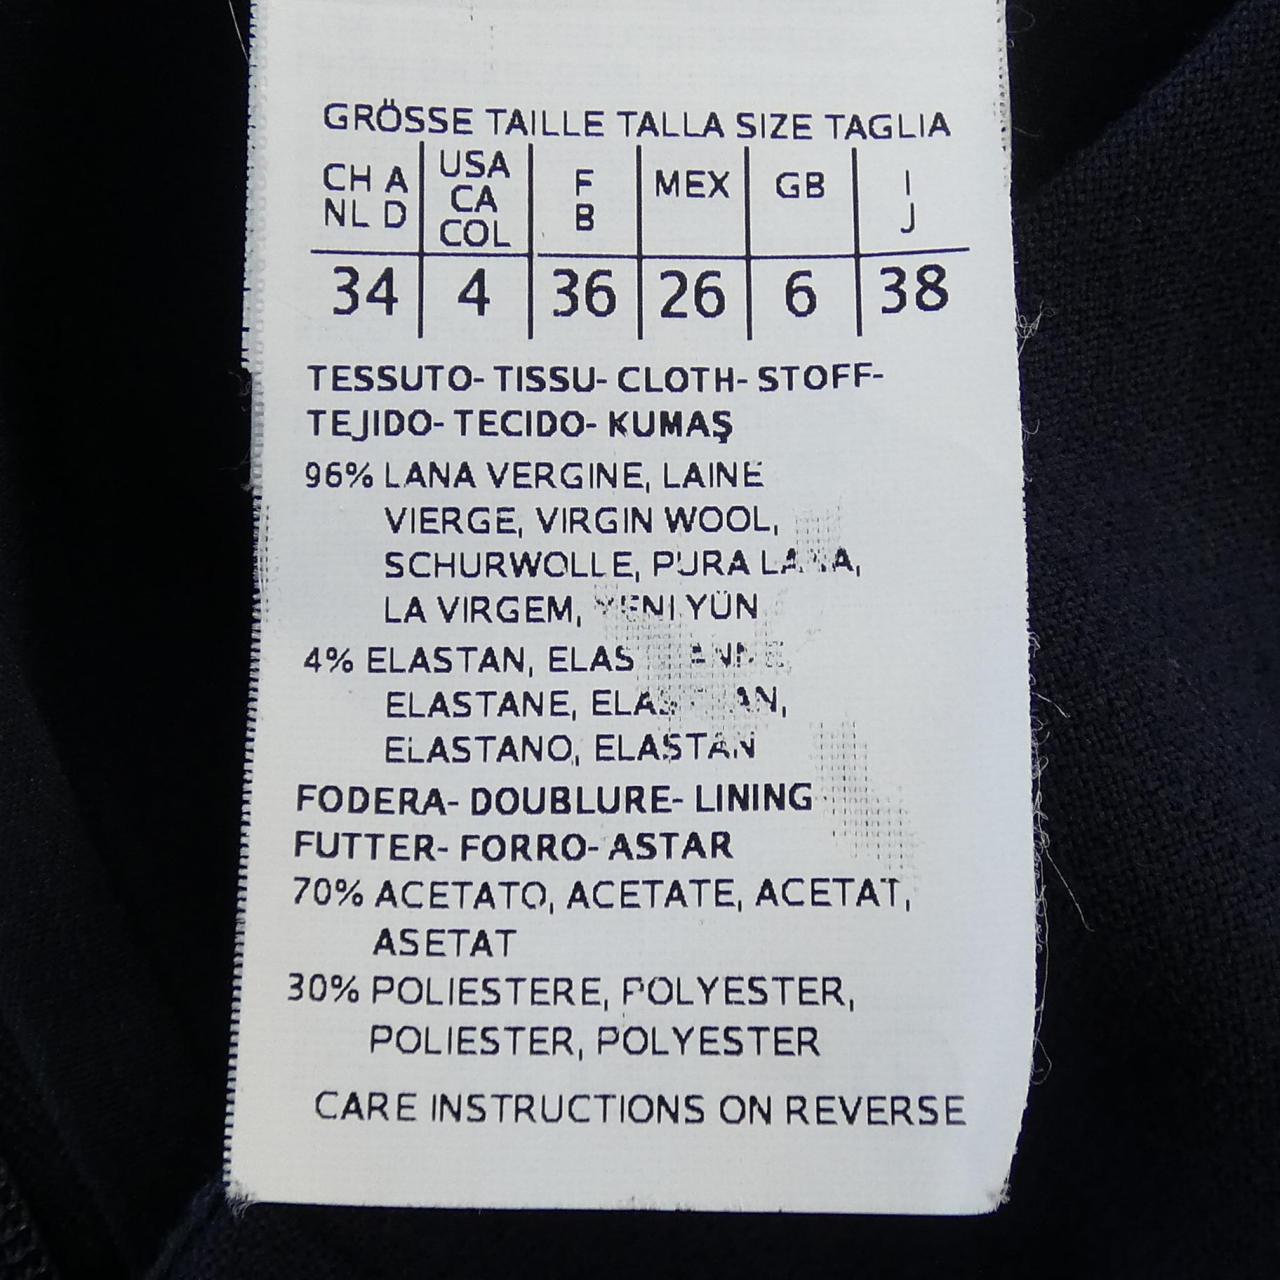 GRÖSSE TAILLE TALLA SIZE TAGLIA
CH A NL D | USA CA COL | F B | MEX | GB | I J
34 | 4 | 36 | 26 | 6 | 38
TESSUTO- TISSU- CLOTH- STOFF-
TEJIDO- TECIDO- KUMAŞ
96% LANA VERGINE, LAINE
VIERGE, VIRGIN WOOL,
SCHURWOLLE, PURA LANA,
LA VIRGEM, YENI YÜN
4% ELASTAN,
ELASTANE,
ELASTANO, ELASTAN
FODERA- DOUBLURE- LINING
FUTTER- FORRO- ASTAR
70% ACETATO, ACETATE, ACETAT,
ASETAT
30% POLIESTERE, POLYESTER,
POLIESTER, POLYESTER
CARE INSTRUCTIONS ON REVERSE